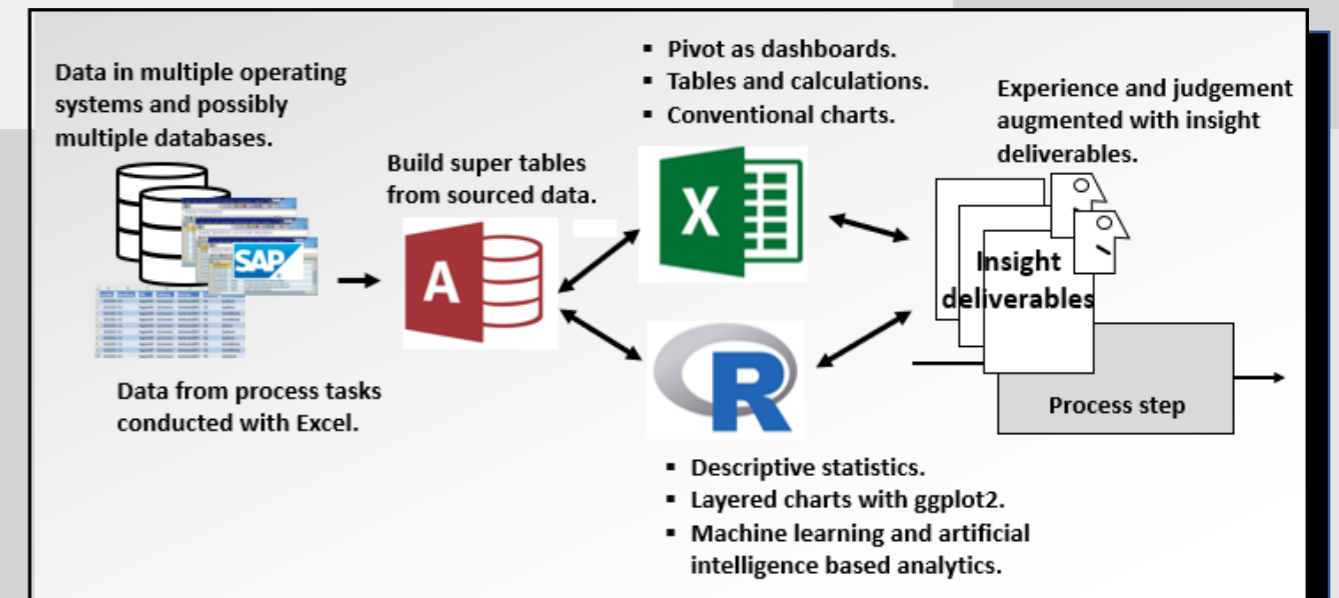 Data in multiple operating
systems and possibly
multiple databases.
SAP
Data from process tasks
conducted with Excel.
Build super tables
from sourced data.
A
▪ Pivot as dashboards.
▪ Tables and calculations.
▪ Conventional charts.
X
R
▪ Descriptive statistics.
▪ Layered charts with ggplot2.
▪ Machine learning and artificial
intelligence based analytics.
Experience and judgement
augmented with insight
deliverables.
Insight
deliverables
Process step